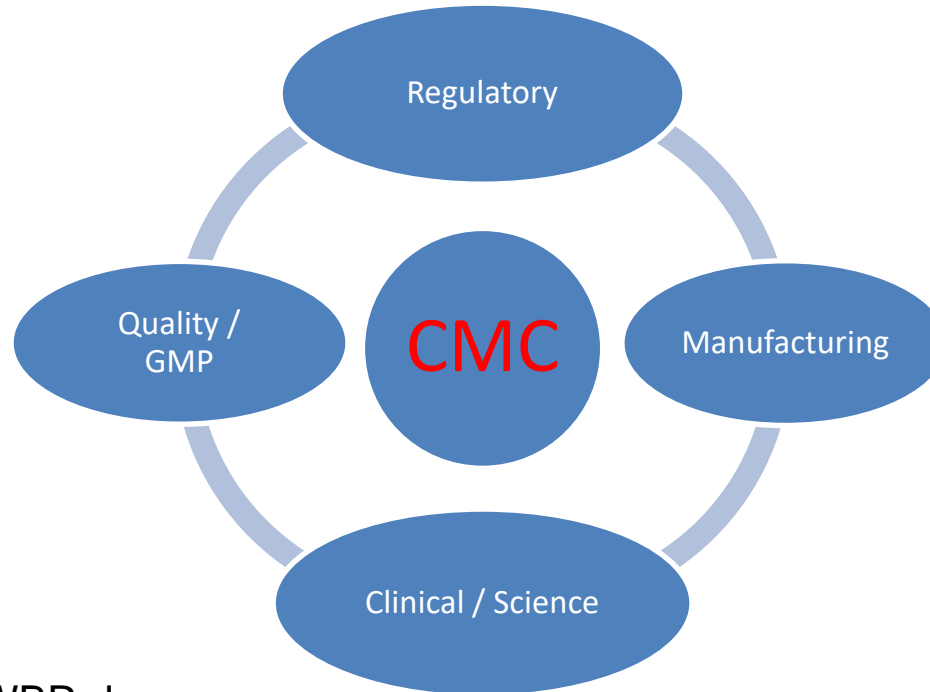 Regulatory
Quality /
GMP
CMC
Manufacturing
Clinical / Science